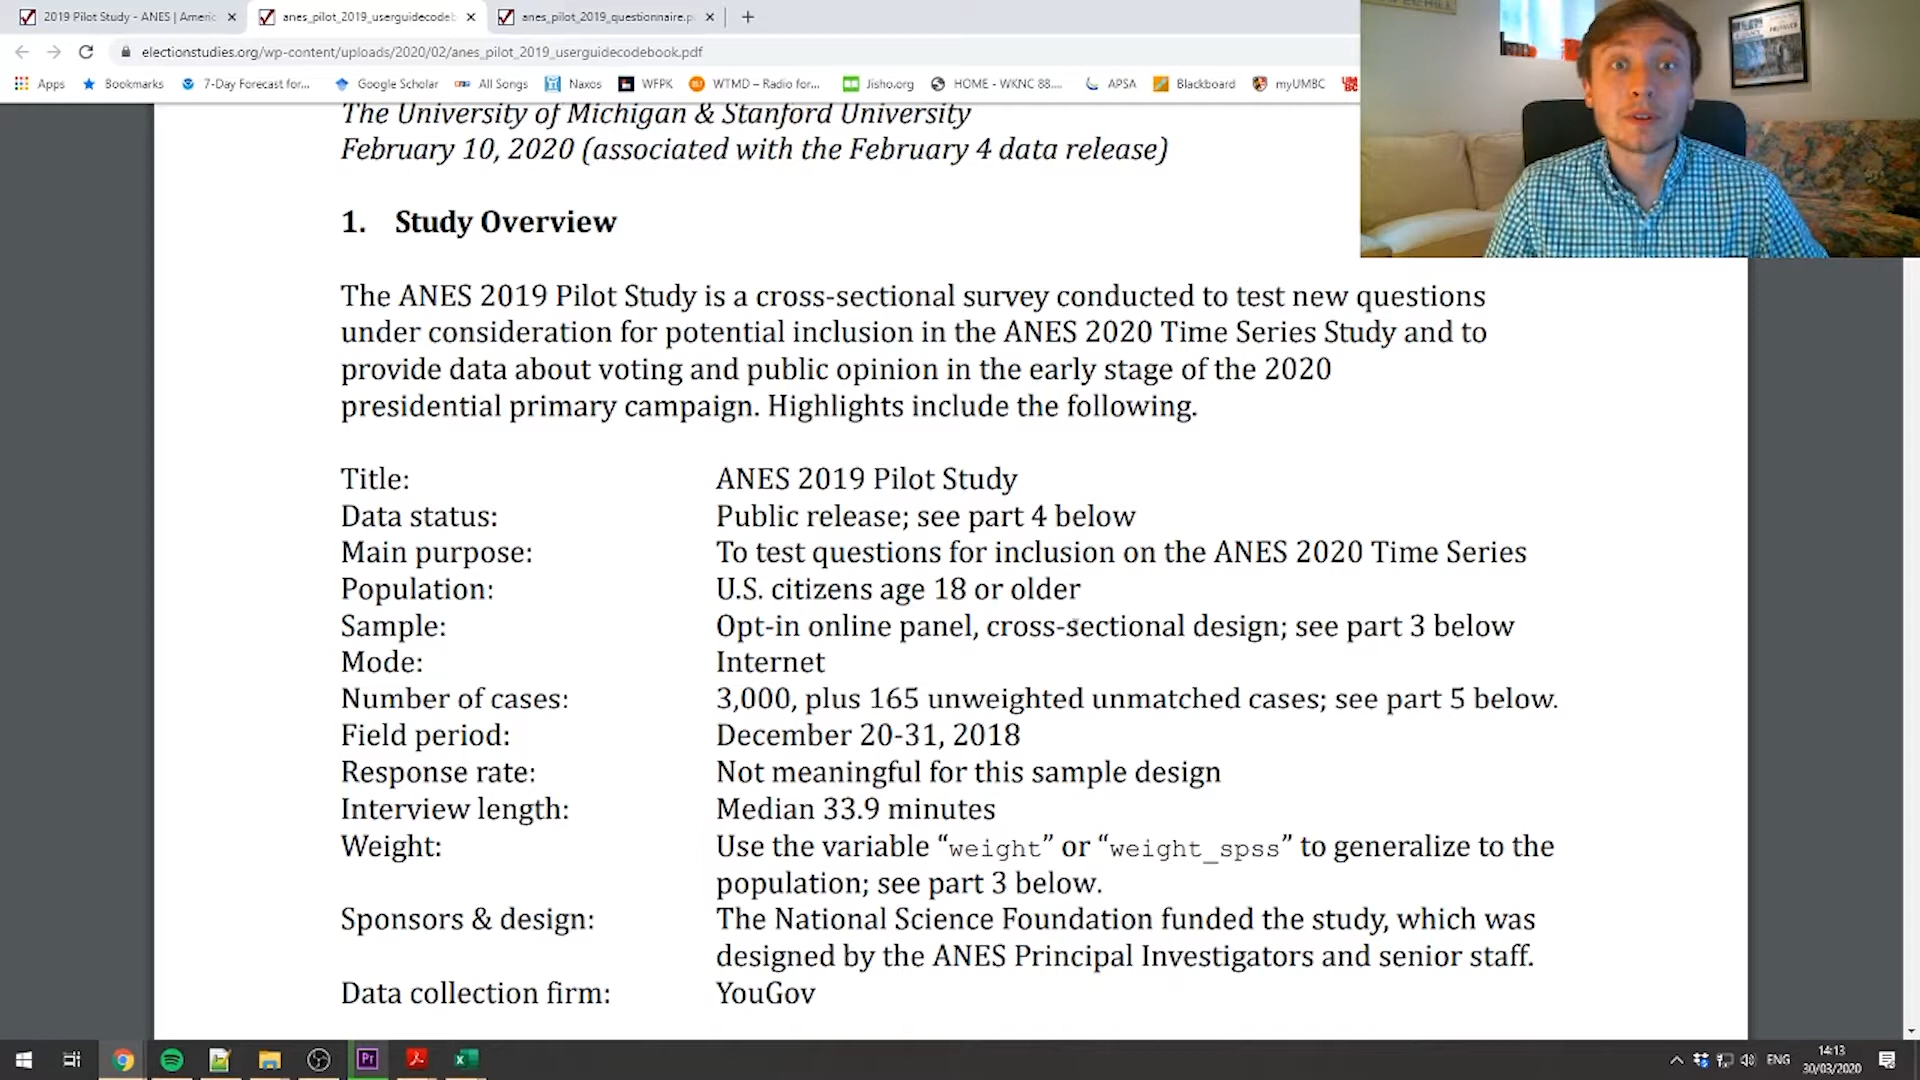 2019 Pilot Study - ANES | Ameri
anes_pilot_2019_userguidecodeb
anes_pilot_2019_questionnaire.p
electionstudies.org/wp-content/uploads/2020/02/anes_pilot_2019_userguidecodebook.pdf
Apps Bookmarks 7-Day Forecast for... Google Scholar All Songs Naxos WFPK WTMD – Radio for... Jisho.org HOME - WKNC 88.... APSA Blackboard myUMBC
The University of Michigan & Stanford University
February 10, 2020 (associated with the February 4 data release)
1. Study Overview
The ANES 2019 Pilot Study is a cross-sectional survey conducted to test new questions
under consideration for potential inclusion in the ANES 2020 Time Series Study and to
provide data about voting and public opinion in the early stage of the 2020
presidential primary campaign. Highlights include the following.
Title: ANES 2019 Pilot Study
Data status: Public release; see part 4 below
Main purpose: To test questions for inclusion on the ANES 2020 Time Series
Population: U.S. citizens age 18 or older
Sample: Opt-in online panel, cross-sectional design; see part 3 below
Mode: Internet
Number of cases: 3,000, plus 165 unweighted unmatched cases; see part 5 below.
Field period: December 20-31, 2018
Response rate: Not meaningful for this sample design
Interview length: Median 33.9 minutes
Weight: Use the variable “weight” or “weight_spss” to generalize to the
population; see part 3 below.
Sponsors & design: The National Science Foundation funded the study, which was
designed by the ANES Principal Investigators and senior staff.
Data collection firm: YouGov
Pr
ENG
14:13
30/03/2020